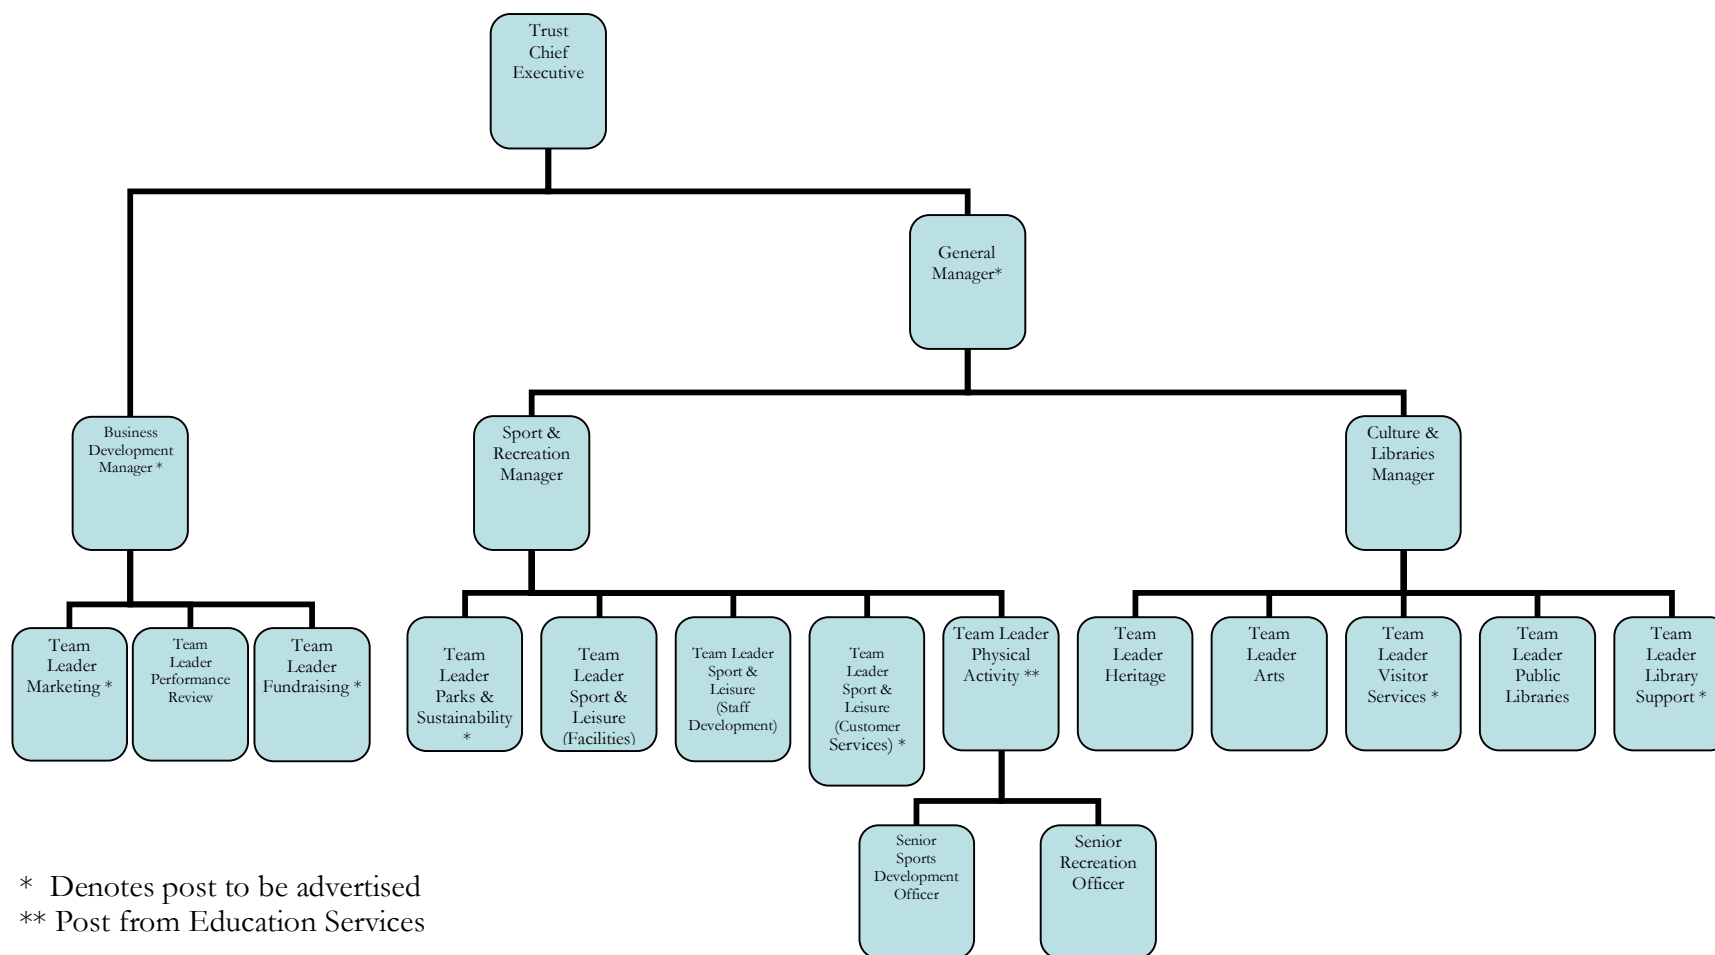 Trust
Chief
Executive
General
Manager*
Business
Development
Manager *
Sport &
Recreation
Manager
Culture &
Libraries
Manager
Team
Leader
Marketing *
Team
Leader
Performance
Review
Team
Leader
Fundraising *
Team
Leader
Parks &
Sustainability
*
Team
Leader
Sport &
Leisure
(Facilities)
Team Leader
Sport &
Leisure
(Staff
Development)
Team
Leader
Sport &
Leisure
(Customer
Services) *
Team Leader
Physical
Activity **
Team
Leader
Heritage
Team
Leader
Arts
Team
Leader
Visitor
Services *
Team
Leader
Public
Libraries
Team
Leader
Library
Support *
Senior
Sports
Development
Officer
Senior
Recreation
Officer
* Denotes post to be advertised
** Post from Education Services